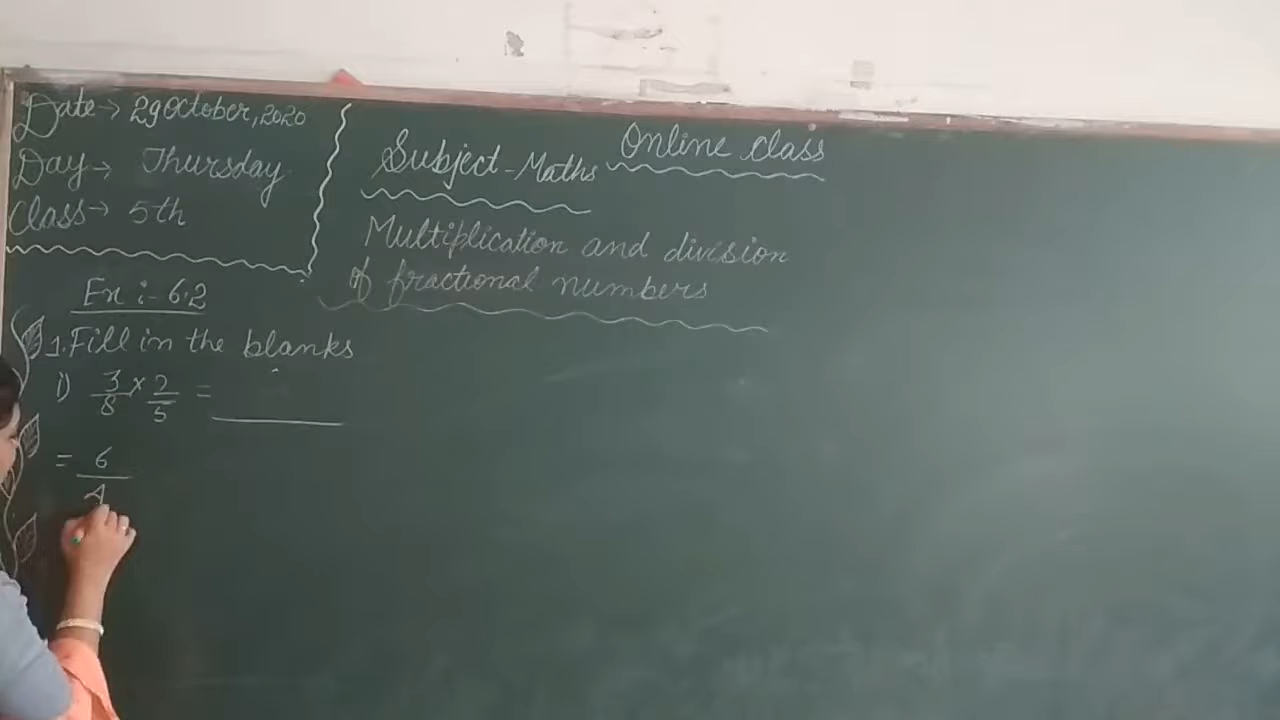 Date → 29 October, 2020
Day → Thursday
Class → 5th
Online class
Subject - Maths
Multiplication and division
of fractional numbers
Ex :- 6.2
1. Fill in the blanks
i) 3/8 × 2/5 = ______
= 6/4